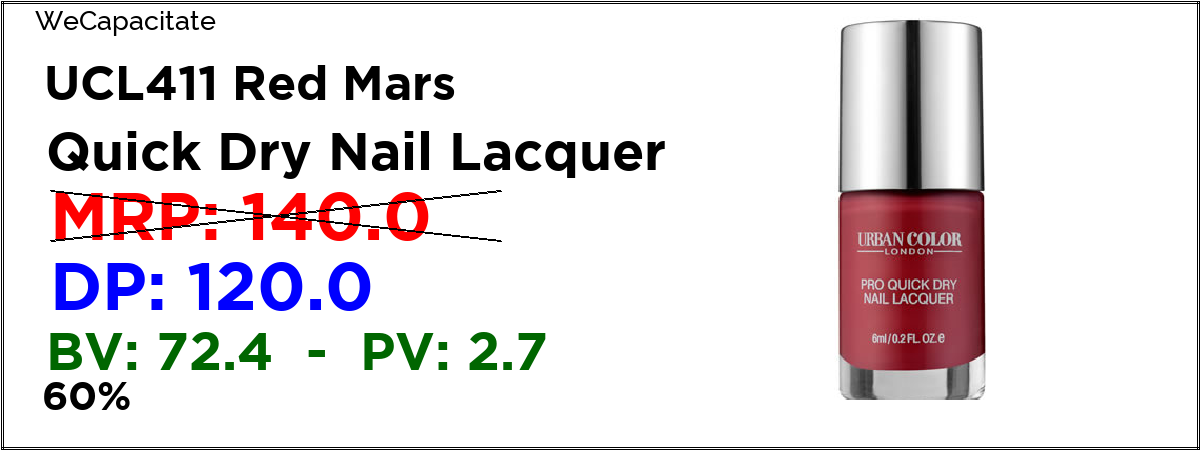 WeCapacitate
UCL411 Red Mars
Quick Dry Nail Lacquer
MRP: 140.0
DP: 120.0
BV: 72.4 - PV: 2.7
60%
URBAN COLOR
LONDON
PRO QUICK DRY
NAIL LACQUER
6ml/0.2 FL. OZ.e